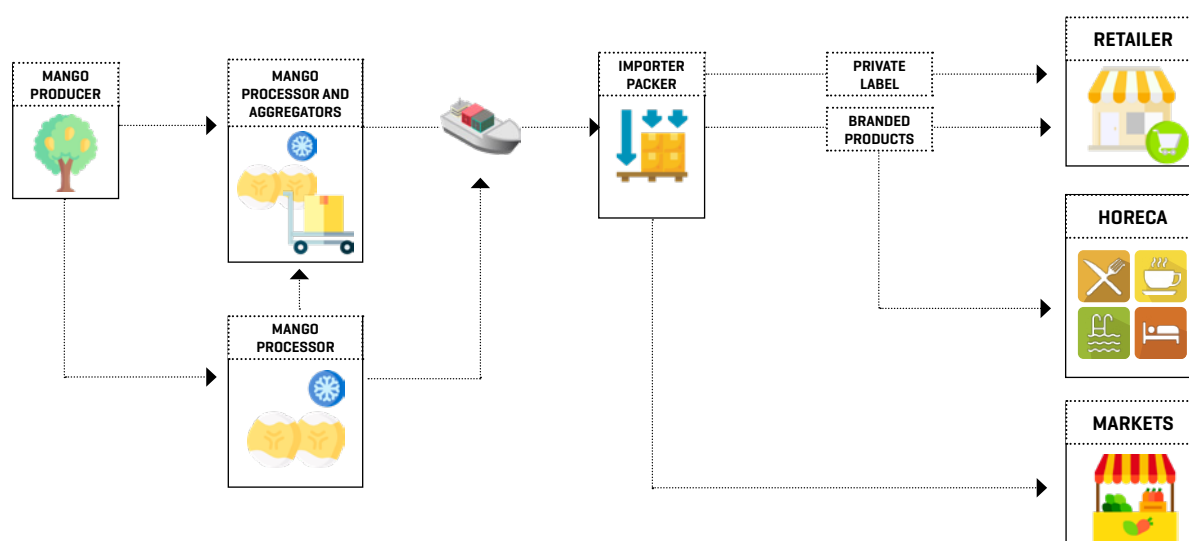 MANGO
PRODUCER
MANGO
PROCESSOR AND
AGGREGATORS
MANGO
PROCESSOR
IMPORTER
PACKER
PRIVATE
LABEL
BRANDED
PRODUCTS
RETAILER
HORECA
MARKETS